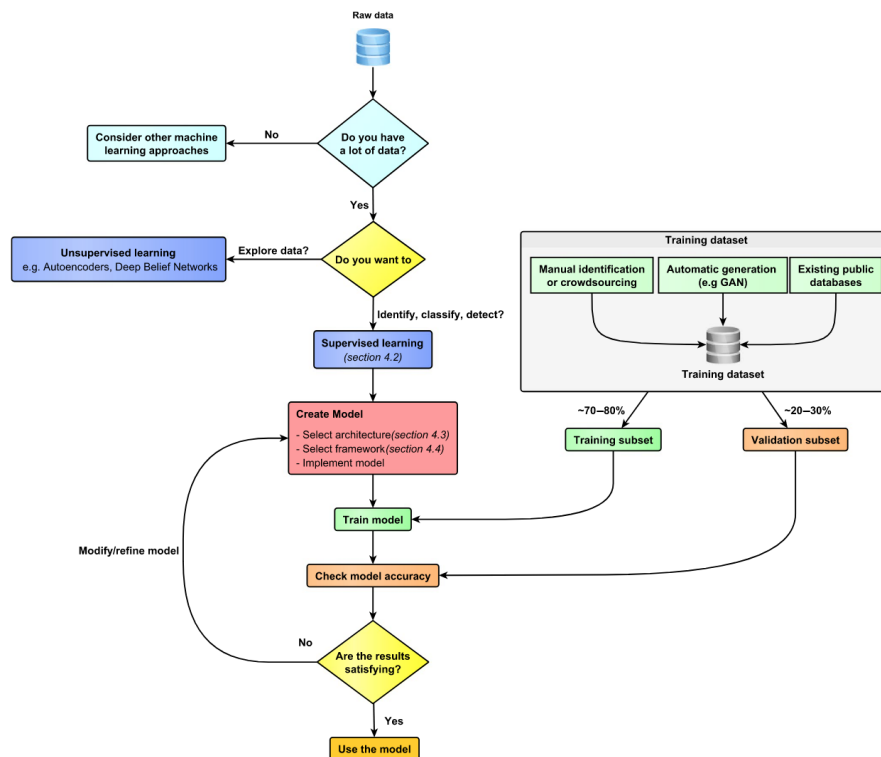 Raw data
Do you have
a lot of data?
No
Consider other machine
learning approaches
Yes
Do you want to
Explore data?
Unsupervised learning
e.g. Autoencoders, Deep Belief Networks
Identify, classify, detect?
Supervised learning
(section 4.2)
Create Model
- Select architecture(section 4.3)
- Select framework(section 4.4)
- Implement model
Training dataset
Manual identification
or crowdsourcing
Automatic generation
(e.g GAN)
Existing public
databases
Training dataset
~70–80%
~20–30%
Training subset
Validation subset
Train model
Modify/refine model
Check model accuracy
No
Are the results
satisfying?
Yes
Use the model